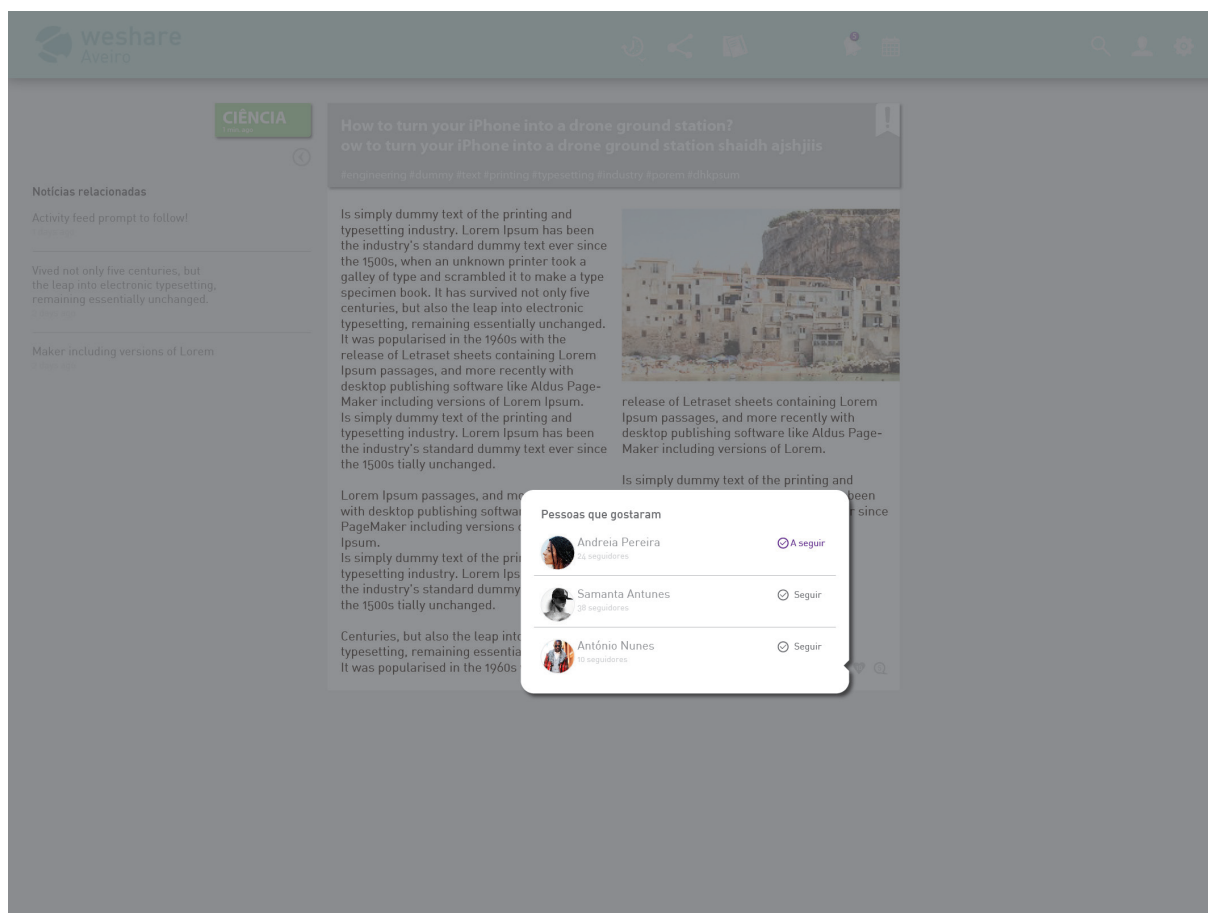 weshare
Aveiro
CIÊNCIA
How to turn your iPhone into a drone ground station?
ow to turn your iPhone into a drone ground station shaidh ajshjiis
#engineering #dummy #text #printing #typesetting #industry
Notícias relacionadas
Activity feed prompt to follow!
Vived not only five centuries, but
the leap into electronic typesetting,
remaining essentially unchanged.
Maker including versions of Lorem
Is simply dummy text of the printing and
typesetting industry. Lorem Ipsum has been
the industry's standard dummy text ever since
the 1500s, when an unknown printer took a
galley of type and scrambled it to make a type
specimen book. It has survived not only five
centuries, but also the leap into electronic
typesetting, remaining essentially unchanged.
It was popularised in the 1960s with the
release of Letraset sheets containing Lorem
Ipsum passages, and more recently with
desktop publishing software like Aldus Page-
Maker including versions of Lorem Ipsum.
Is simply dummy text of the printing and
typesetting industry. Lorem Ipsum has been
the industry's standard dummy text ever since
the 1500s tially unchanged.
Lorem Ipsum passages, and mo
with desktop publishing softwa
PageMaker including versions
Ipsum.
Is simply dummy text of the pri
typesetting industry. Lorem Ips
the industry's standard dummy
the 1500s tially unchanged.
Centuries, but also the leap into
typesetting, remaining essentia
It was popularised in the 1960s
release of Letraset sheets containing Lorem
Ipsum passages, and more recently with
desktop publishing software like Aldus Page-
Maker including versions of Lorem.
Is simply dummy text of the printing and
been
r since
Pessoas que gostaram
Andreia Pereira
24 seguidores
A seguir
Samanta Antunes
38 seguidores
Seguir
António Nunes
10 seguidores
Seguir